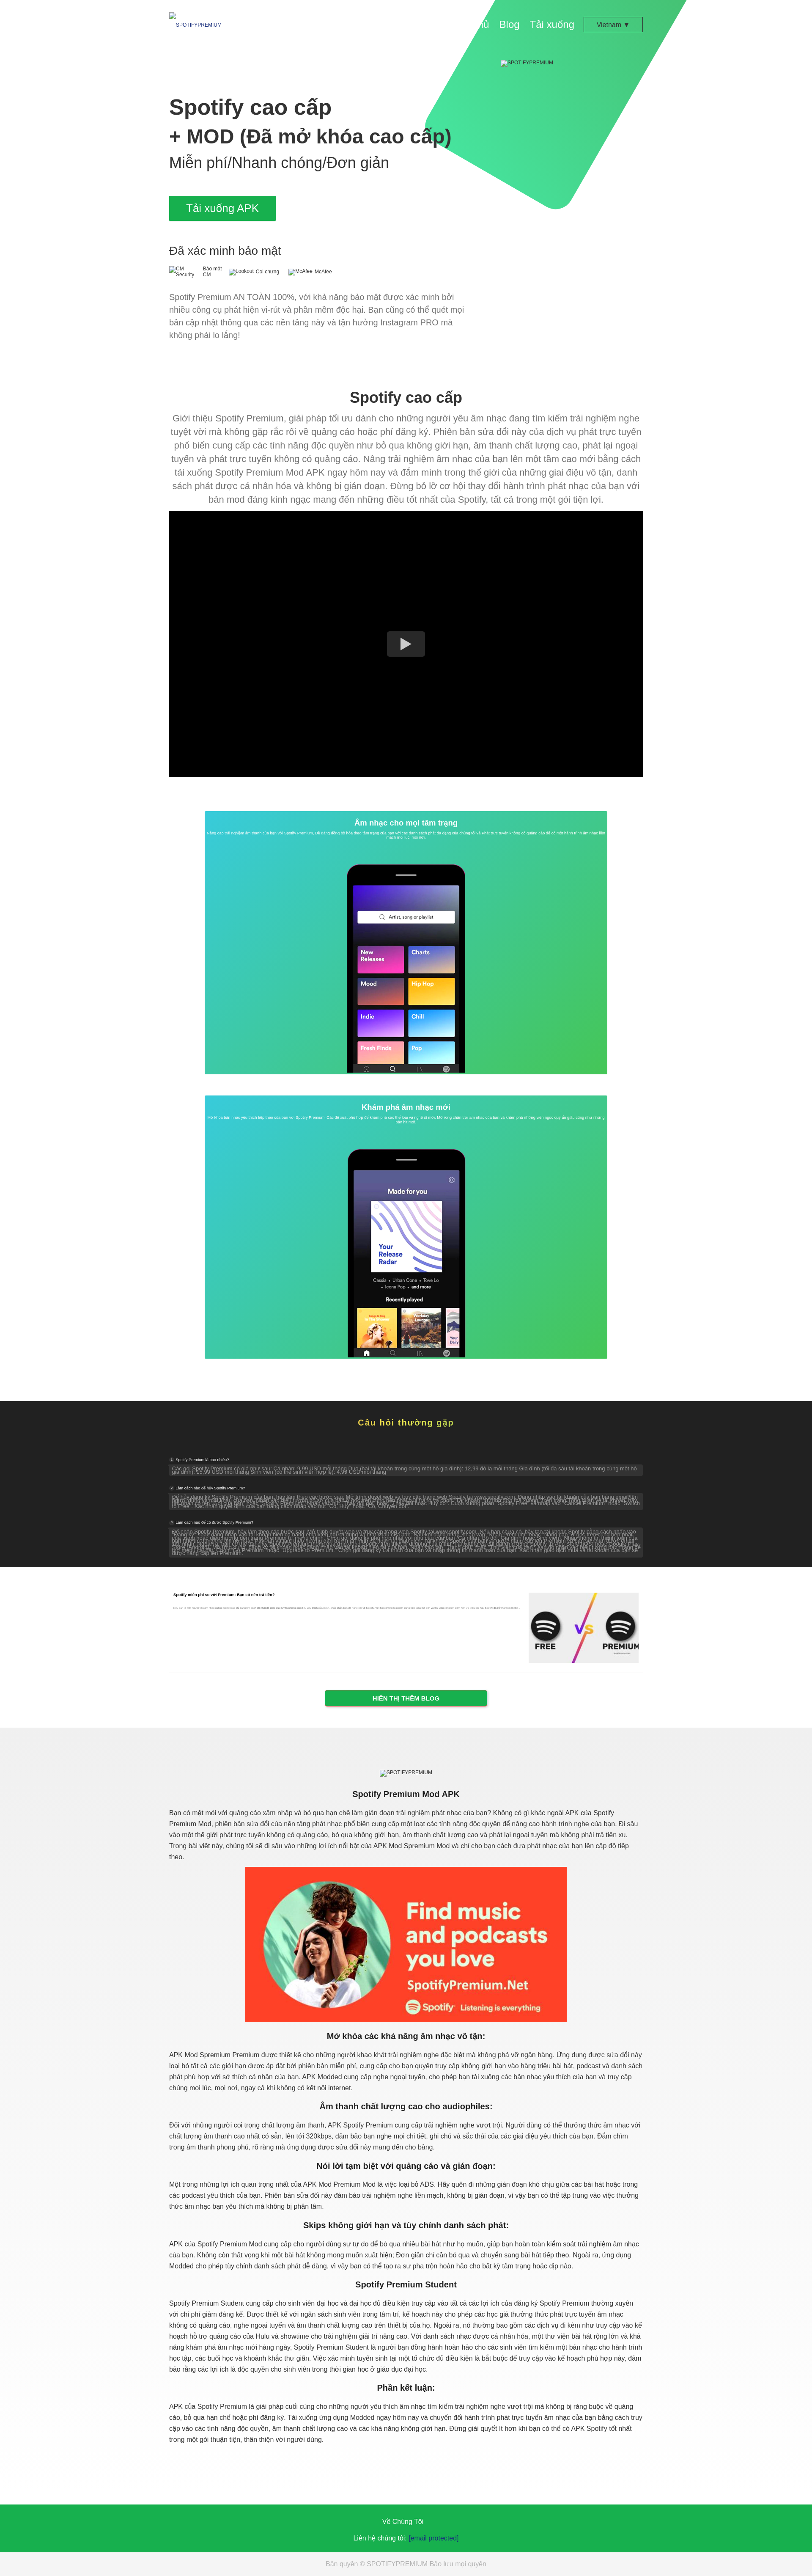 SPOTIFYPREMIUM
Blog
Tải xuống
Vietnam ▼
SPOTIFYPREMIUM
Spotify cao cấp
+ MOD (Đã mở khóa cao cấp)
Miễn phí/Nhanh chóng/Đơn giản
Tải xuống APK
Đã xác minh bảo mật
CM Security
Bảo mật CM
Lookout
Coi chừng
McAfee
McAfee
Spotify Premium AN TOÀN 100%, với khả năng bảo mật được xác minh bởi
nhiều công cụ phát hiện vi-rút và phần mềm độc hại. Bạn cũng có thể quét mọi
bản cập nhật thông qua các nền tảng này và tận hưởng Instagram PRO mà
không phải lo lắng!
Spotify cao cấp
Giới thiệu Spotify Premium, giải pháp tối ưu dành cho những người yêu âm nhạc đang tìm kiếm trải nghiệm nghe
tuyệt vời mà không gặp rắc rối về quảng cáo hoặc phí đăng ký. Phiên bản sửa đổi này của dịch vụ phát trực tuyến
phổ biến cung cấp các tính năng độc quyền như bỏ qua không giới hạn, âm thanh chất lượng cao, phát lại ngoại
tuyến và phát trực tuyến không có quảng cáo. Nâng trải nghiệm âm nhạc của bạn lên một tầm cao mới bằng cách
tải xuống Spotify Premium Mod APK ngay hôm nay và đắm mình trong thế giới của những giai điệu vô tận, danh
sách phát được cá nhân hóa và không bị gián đoạn. Đừng bỏ lỡ cơ hội thay đổi hành trình phát nhạc của bạn với
bản mod đáng kinh ngạc mang đến những điều tốt nhất của Spotify, tất cả trong một gói tiện lợi.
Âm nhạc cho mọi tâm trạng
Artist, song or playlist
New Releases
Charts
Mood
Hip Hop
Indie
Chill
Fresh Finds
Pop
Khám phá âm nhạc mới
Made for you
Your
Release
Radar
Cassia • Urban Cone • Tove Lo
• Icona Pop • and more
Recently played
Your Daily
Câu hỏi thường gặp
Spotify Premium là bao nhiêu?
Làm cách nào để hủy Spotify Premium?
Làm cách nào để có được Spotify Premium?
Spotify miễn phí so với Premium: Bạn có nên trả tiền?
FREE
VS
PREMIUM
HIỂN THỊ THÊM BLOG
SPOTIFYPREMIUM
Spotify Premium Mod APK
Bạn có mệt mỏi với quảng cáo xâm nhập và bỏ qua hạn chế làm gián đoạn trải nghiệm phát nhạc của bạn? Không có gì khác ngoài APK của Spotify
Premium Mod, phiên bản sửa đổi của nền tảng phát nhạc phổ biến cung cấp một loạt các tính năng độc quyền để nâng cao hành trình nghe của bạn. Đi sâu
vào một thế giới phát trực tuyến không có quảng cáo, bỏ qua không giới hạn, âm thanh chất lượng cao và phát lại ngoại tuyến mà không phải trả tiền xu.
Trong bài viết này, chúng tôi sẽ đi sâu vào những lợi ích nổi bật của APK Mod Spremium Mod và chỉ cho bạn cách đưa phát nhạc của bạn lên cấp độ tiếp
theo.
Find music
and podcasts
you love
SpotifyPremium.Net
Spotify
Listening is everything
Mở khóa các khả năng âm nhạc vô tận:
APK Mod Spremium Premium được thiết kế cho những người khao khát trải nghiệm nghe đặc biệt mà không phá vỡ ngân hàng. Ứng dụng được sửa đổi này
loại bỏ tất cả các giới hạn được áp đặt bởi phiên bản miễn phí, cung cấp cho bạn quyền truy cập không giới hạn vào hàng triệu bài hát, podcast và danh sách
phát phù hợp với sở thích cá nhân của bạn. APK Modded cung cấp nghe ngoại tuyến, cho phép bạn tải xuống các bản nhạc yêu thích của bạn và truy cập
chúng mọi lúc, mọi nơi, ngay cả khi không có kết nối internet.
Âm thanh chất lượng cao cho audiophiles:
Đối với những người coi trọng chất lượng âm thanh, APK Spotify Premium cung cấp trải nghiệm nghe vượt trội. Người dùng có thể thưởng thức âm nhạc với
chất lượng âm thanh cao nhất có sẵn, lên tới 320kbps, đảm bảo bạn nghe mọi chi tiết, ghi chú và sắc thái của các giai điệu yêu thích của bạn. Đắm chìm
trong âm thanh phong phú, rõ ràng mà ứng dụng được sửa đổi này mang đến cho bảng.
Nói lời tạm biệt với quảng cáo và gián đoạn:
Một trong những lợi ích quan trọng nhất của APK Mod Premium Mod là việc loại bỏ ADS. Hãy quên đi những gián đoạn khó chịu giữa các bài hát hoặc trong
các podcast yêu thích của bạn. Phiên bản sửa đổi này đảm bảo trải nghiệm nghe liền mạch, không bị gián đoạn, vì vậy bạn có thể tập trung vào việc thưởng
thức âm nhạc bạn yêu thích mà không bị phân tâm.
Skips không giới hạn và tùy chỉnh danh sách phát:
APK của Spotify Premium Mod cung cấp cho người dùng sự tự do để bỏ qua nhiều bài hát như họ muốn, giúp bạn hoàn toàn kiểm soát trải nghiệm âm nhạc
của bạn. Không còn thất vọng khi một bài hát không mong muốn xuất hiện; Đơn giản chỉ cần bỏ qua và chuyển sang bài hát tiếp theo. Ngoài ra, ứng dụng
Modded cho phép tùy chỉnh danh sách phát dễ dàng, vì vậy bạn có thể tạo ra sự pha trộn hoàn hảo cho bất kỳ tâm trạng hoặc dịp nào.
Spotify Premium Student
Spotify Premium Student cung cấp cho sinh viên đại học và đại học đủ điều kiện truy cập vào tất cả các lợi ích của đăng ký Spotify Premium thường xuyên
với chi phí giảm đáng kể. Được thiết kế với ngân sách sinh viên trong tâm trí, kế hoạch này cho phép các học giả thưởng thức phát trực tuyến âm nhạc
không có quảng cáo, nghe ngoại tuyến và âm thanh chất lượng cao trên thiết bị của họ. Ngoài ra, nó thường bao gồm các dịch vụ đi kèm như truy cập vào kế
hoạch hỗ trợ quảng cáo của Hulu và showtime cho trải nghiệm giải trí nâng cao. Với danh sách nhạc được cá nhân hóa, một thư viện bài hát rộng lớn và khả
năng khám phá âm nhạc mới hàng ngày, Spotify Premium Student là người bạn đồng hành hoàn hảo cho các sinh viên tìm kiếm một bản nhạc cho hành trình
học tập, các buổi học và khoảnh khắc thư giãn. Việc xác minh tuyển sinh tại một tổ chức đủ điều kiện là bắt buộc để truy cập vào kế hoạch phù hợp này, đảm
bảo rằng các lợi ích là độc quyền cho sinh viên trong thời gian học ở giáo dục đại học.
Phần kết luận:
APK của Spotify Premium là giải pháp cuối cùng cho những người yêu thích âm nhạc tìm kiếm trải nghiệm nghe vượt trội mà không bị ràng buộc về quảng
cáo, bỏ qua hạn chế hoặc phí đăng ký. Tải xuống ứng dụng Modded ngay hôm nay và chuyển đổi hành trình phát trực tuyến âm nhạc của bạn bằng cách truy
cập vào các tính năng độc quyền, âm thanh chất lượng cao và các khả năng không giới hạn. Đừng giải quyết ít hơn khi bạn có thể có APK Spotify tốt nhất
trong một gói thuận tiện, thân thiện với người dùng.
Về Chúng Tôi
Liên hệ chúng tôi: [email protected]
Bản quyền © SPOTIFYPREMIUM Bảo lưu mọi quyền